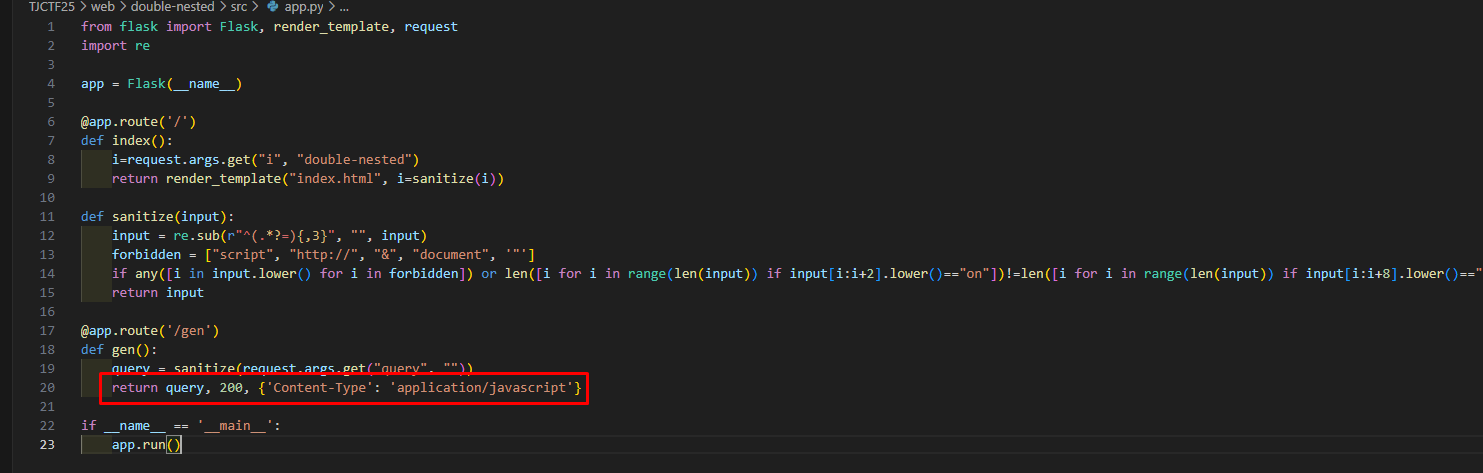 TJCTF25 > web > double-nested > src > app.py > ...
1 from flask import Flask, render_template, request
2 import re
3
4 app = Flask(__name__)
5
6 @app.route('/')
7 def index():
8     i=request.args.get("i", "double-nested")
9     return render_template("index.html", i=sanitize(i))
10
11 def sanitize(input):
12     input = re.sub(r"^(.*?=){,3}", "", input)
13     forbidden = ["script", "http://", "&", "document", '"']
14     if any([i in input.lower() for i in forbidden]) or len([i for i in range(len(input)) if input[i:i+2].lower()=="on"])!=len([i for i in range(len(input)) if input[i:i+8].lower()=="
15     return input
16
17 @app.route('/gen')
18 def gen():
19     query = sanitize(request.args.get("query", ""))
20     return query, 200, {'Content-Type': 'application/javascript'}
21
22 if __name__ == '__main__':
23     app.run()